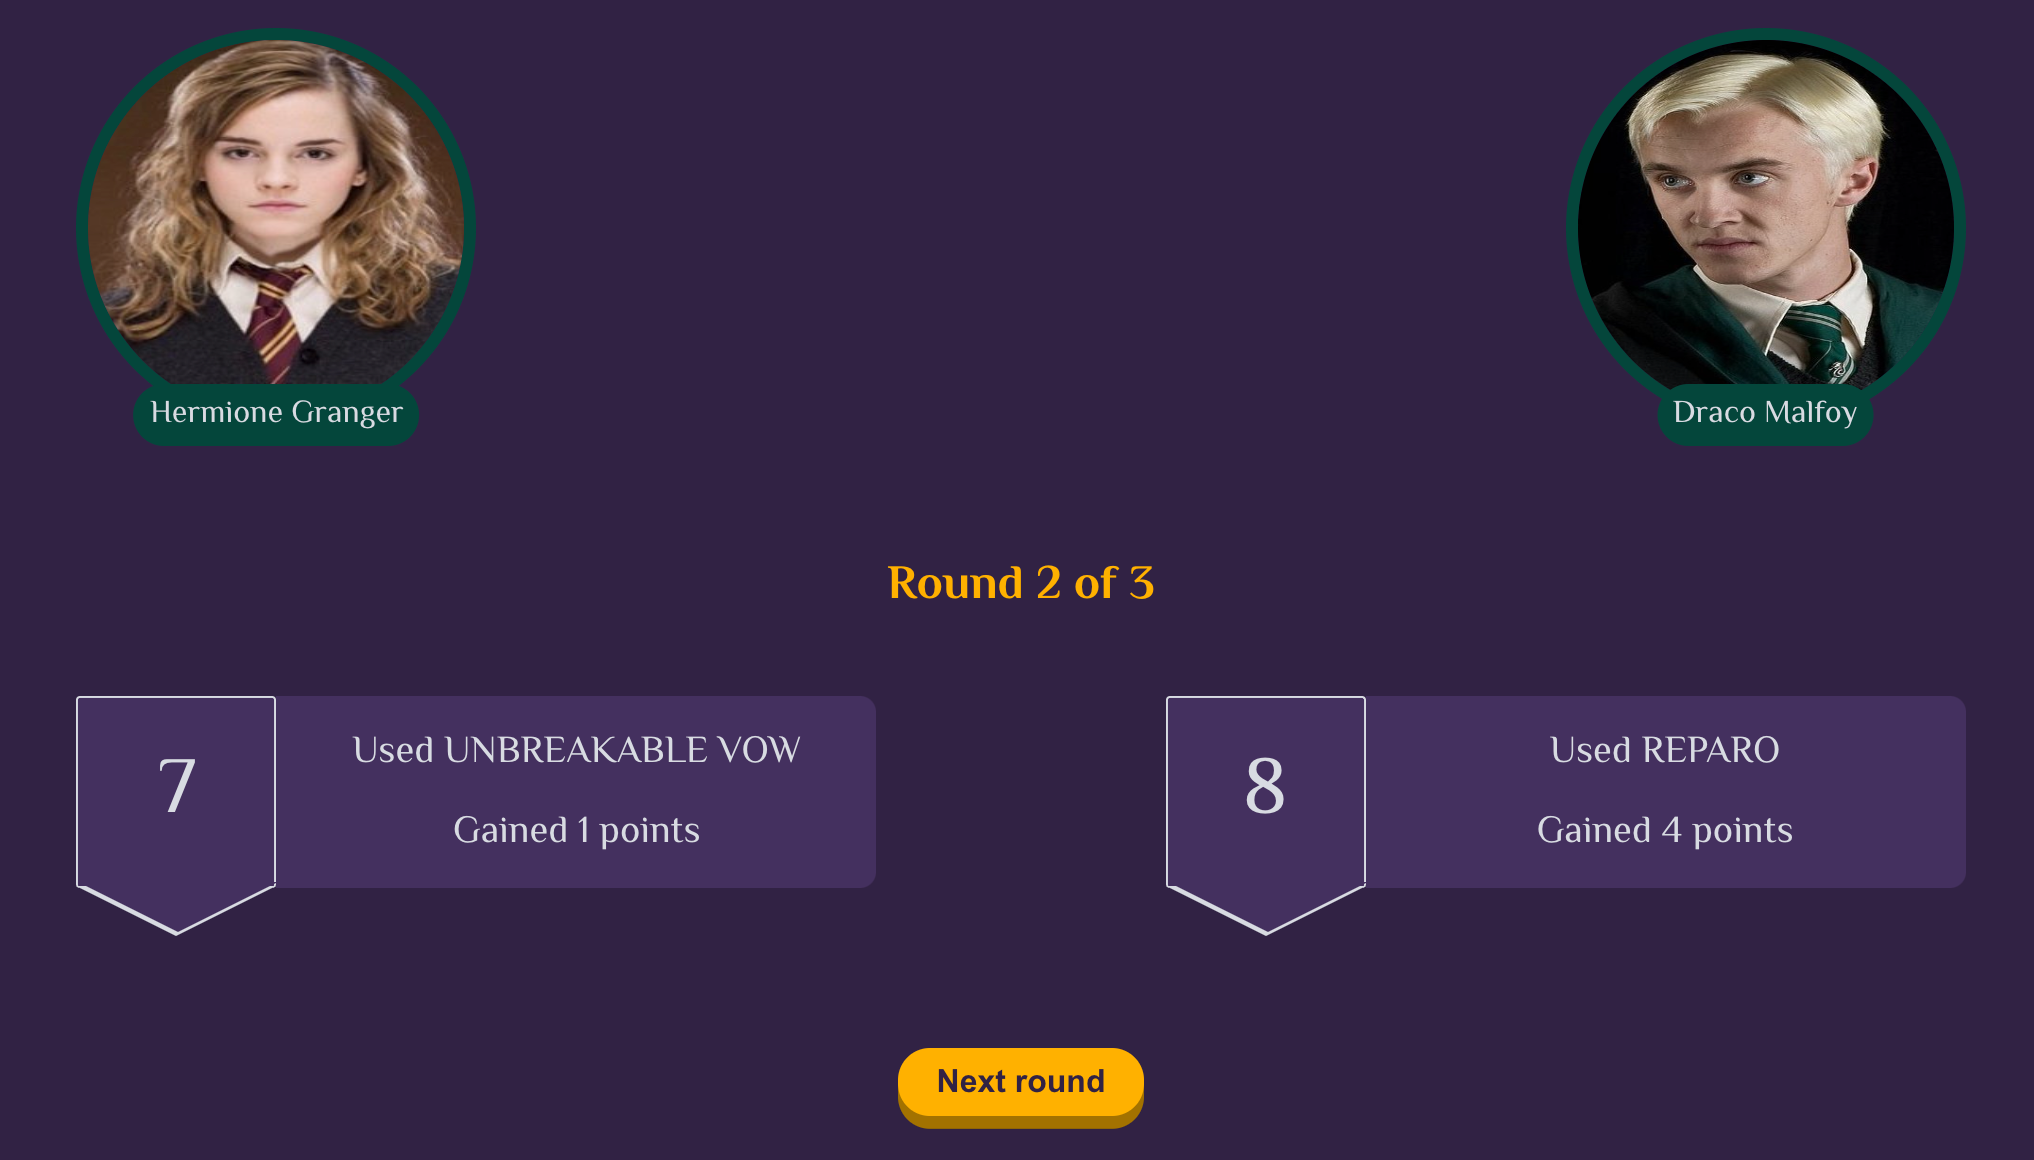 Hermione Granger
Draco Malfoy
Round 2 of 3
7
Used UNBREAKABLE VOW
Gained 1 points
8
Used REPARO
Gained 4 points
Next round